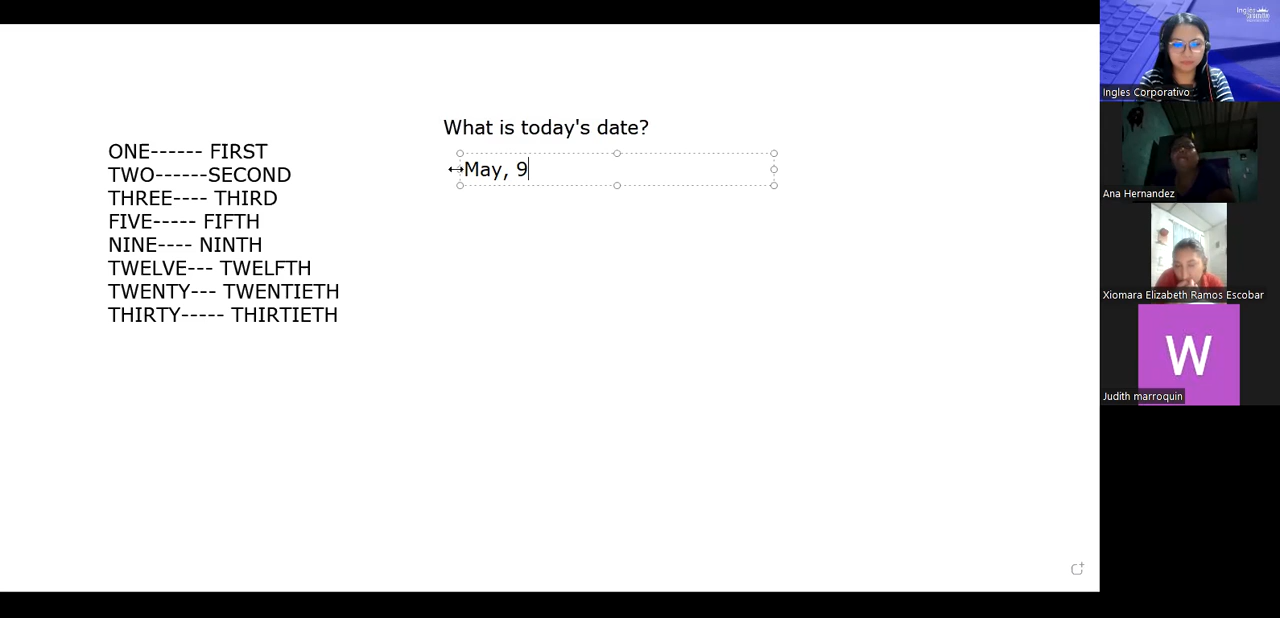 What is today's date?
May, 9
ONE------ FIRST
TWO------SECOND
THREE---- THIRD
FIVE----- FIFTH
NINE---- NINTH
TWELVE--- TWELFTH
TWENTY--- TWENTIETH
THIRTY----- THIRTIETH
Ingles Corporativo
Ana Hernandez
Xiomara Elizabeth Ramos Escobar
W
Judith marroquin